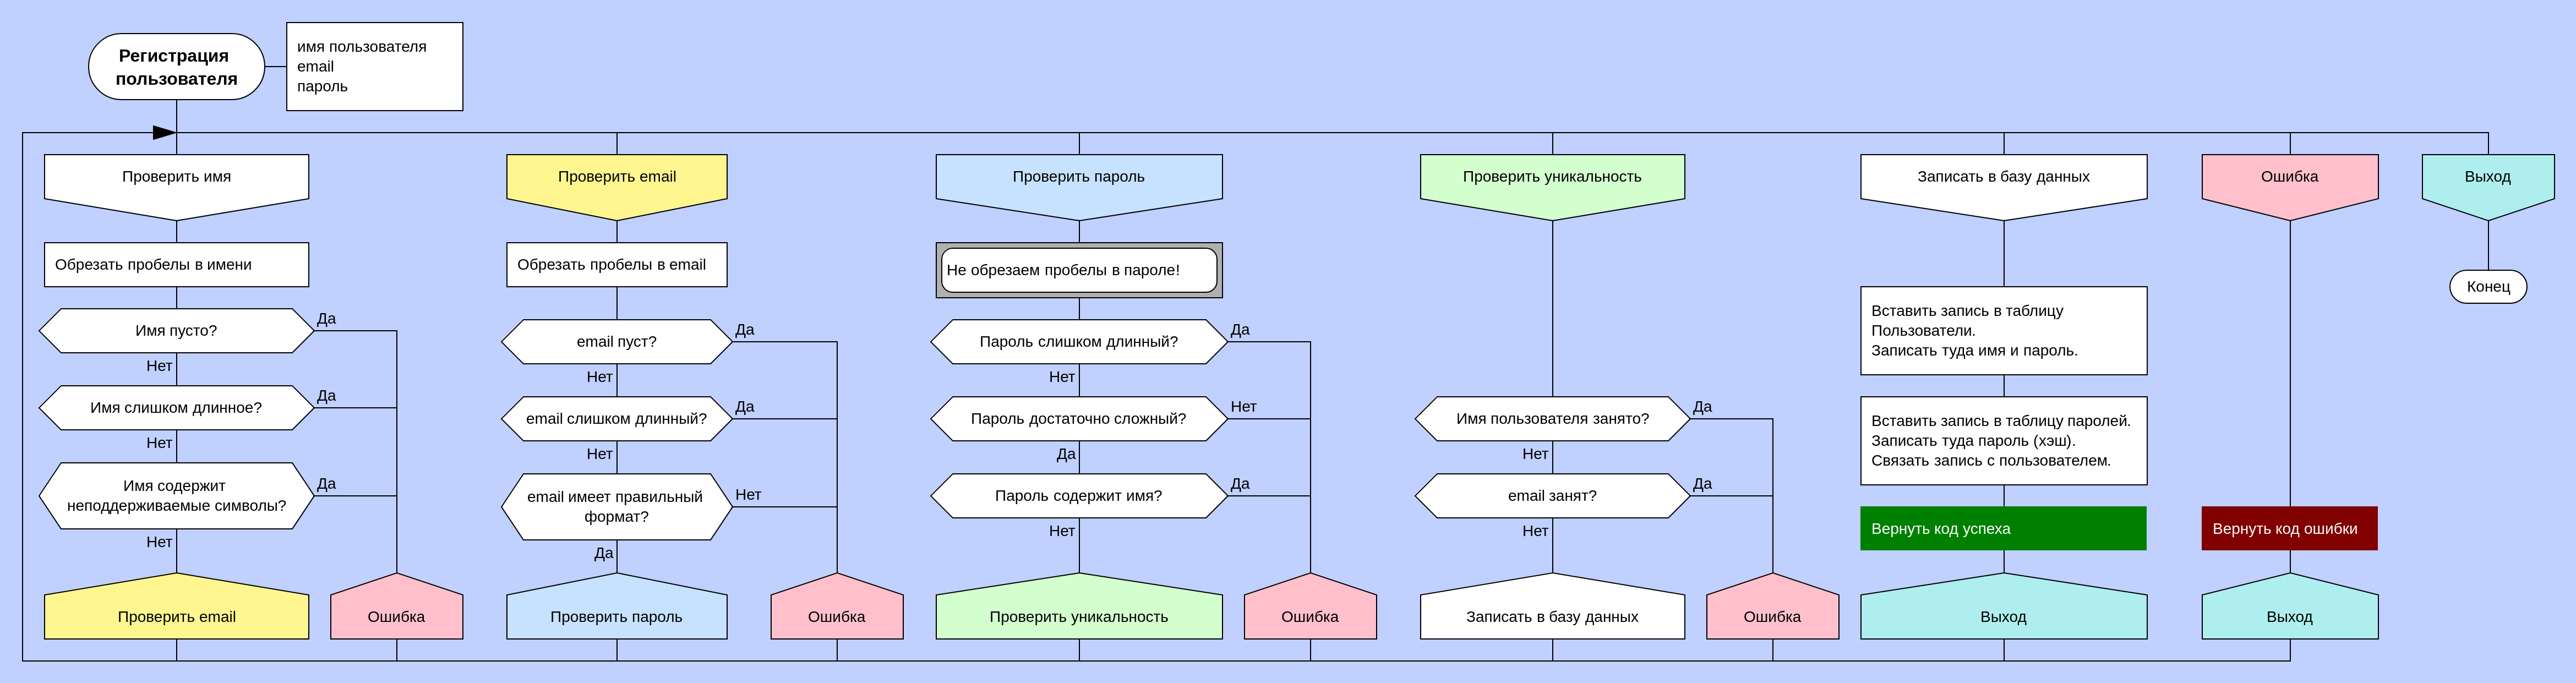 Регистрация
пользователя
имя пользователя
email
пароль
Проверить имя
Обрезать пробелы в имени
Имя пусто?
Да
Нет
Имя слишком длинное?
Да
Нет
Имя содержит
неподдерживаемые символы?
Да
Нет
Проверить email
Ошибка
Проверить email
Обрезать пробелы в email
email пуст?
Да
Нет
email слишком длинный?
Да
Нет
email имеет правильный
формат?
Нет
Да
Проверить пароль
Ошибка
Проверить пароль
Не обрезаем пробелы в пароле!
Пароль слишком длинный?
Да
Нет
Пароль достаточно сложный?
Нет
Да
Пароль содержит имя?
Да
Нет
Проверить уникальность
Ошибка
Проверить уникальность
Имя пользователя занято?
Да
Нет
email занят?
Да
Нет
Записать в базу данных
Ошибка
Записать в базу данных
Вставить запись в таблицу
Пользователи.
Записать туда имя и пароль.
Вставить запись в таблицу паролей.
Записать туда пароль (хэш).
Связать запись с пользователем.
Вернуть код успеха
Выход
Ошибка
Вернуть код ошибки
Выход
Выход
Конец